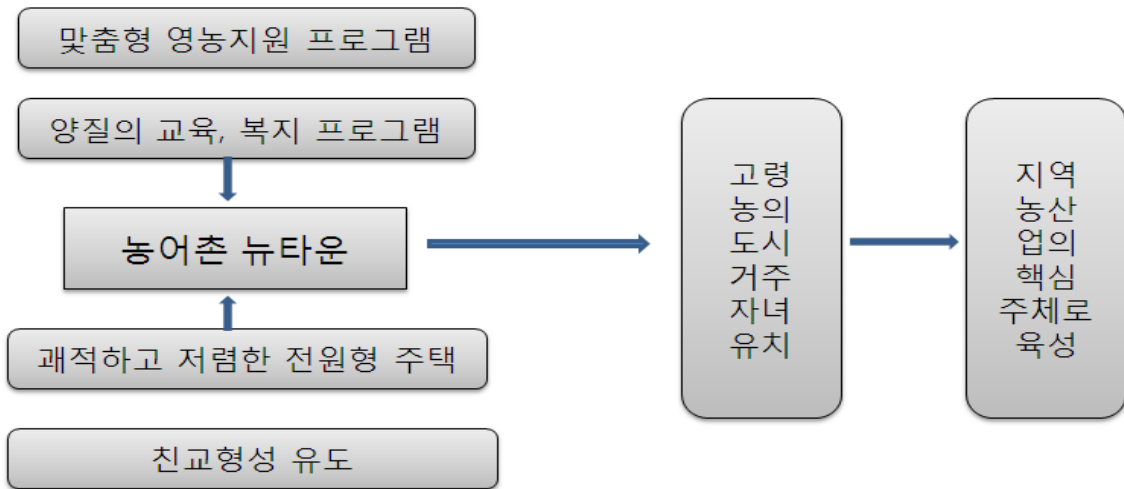 맞춤형 영농지원 프로그램
양질의 교육, 복지 프로그램
농어촌 뉴타운
괘적하고 저렴한 전원형 주택
친교형성 유도
고령
농의
도시
거주
자녀
유치
지역
농산
업의
핵심
주체로
육성